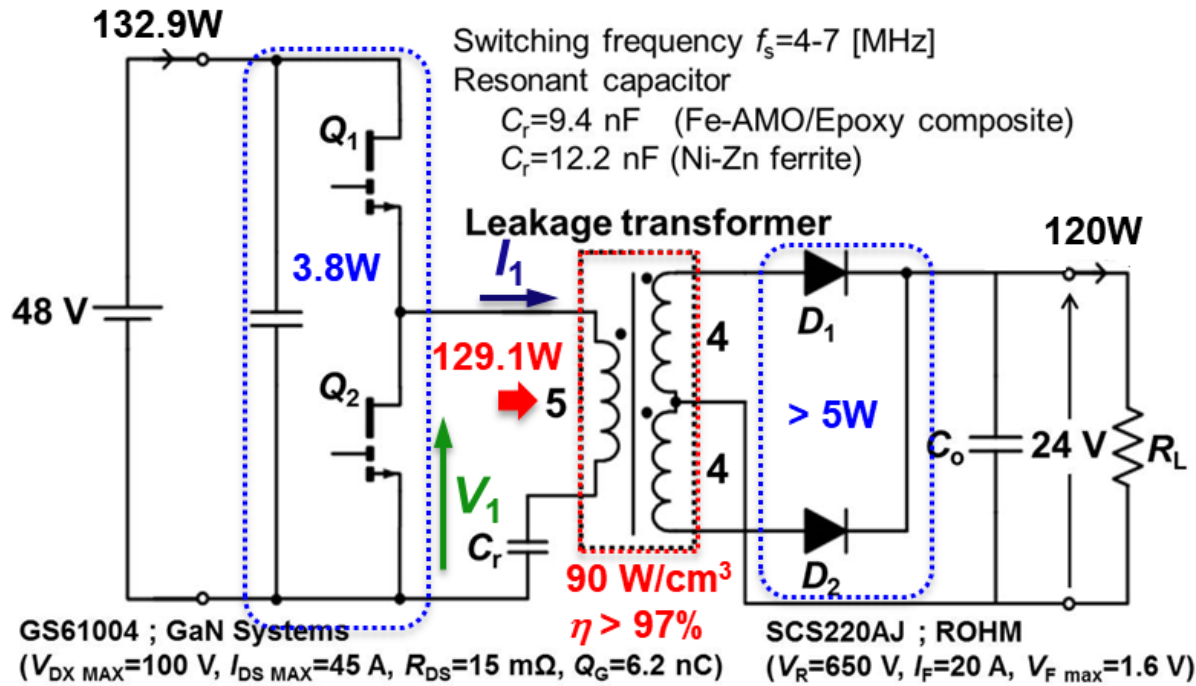 132.9W
Switching frequency fs=4-7 [MHz]
Resonant capacitor
Cr=9.4 nF (Fe-AMO/Epoxy composite)
Cr=12.2 nF (Ni-Zn ferrite)
Q1
Leakage transformer
120W
3.8W
I1
48 V
D1
4
129.1W
5
Q2
> 5W
Co
24 V
RL
4
V1
Cr
D2
90 W/cm³
η > 97%
GS61004 ; GaN Systems
(VDX MAX=100 V, IDS MAX=45 A, RDS=15 mΩ, QG=6.2 nC)
SCS220AJ ; ROHM
(VR=650 V, IF=20 A, VF max=1.6 V)